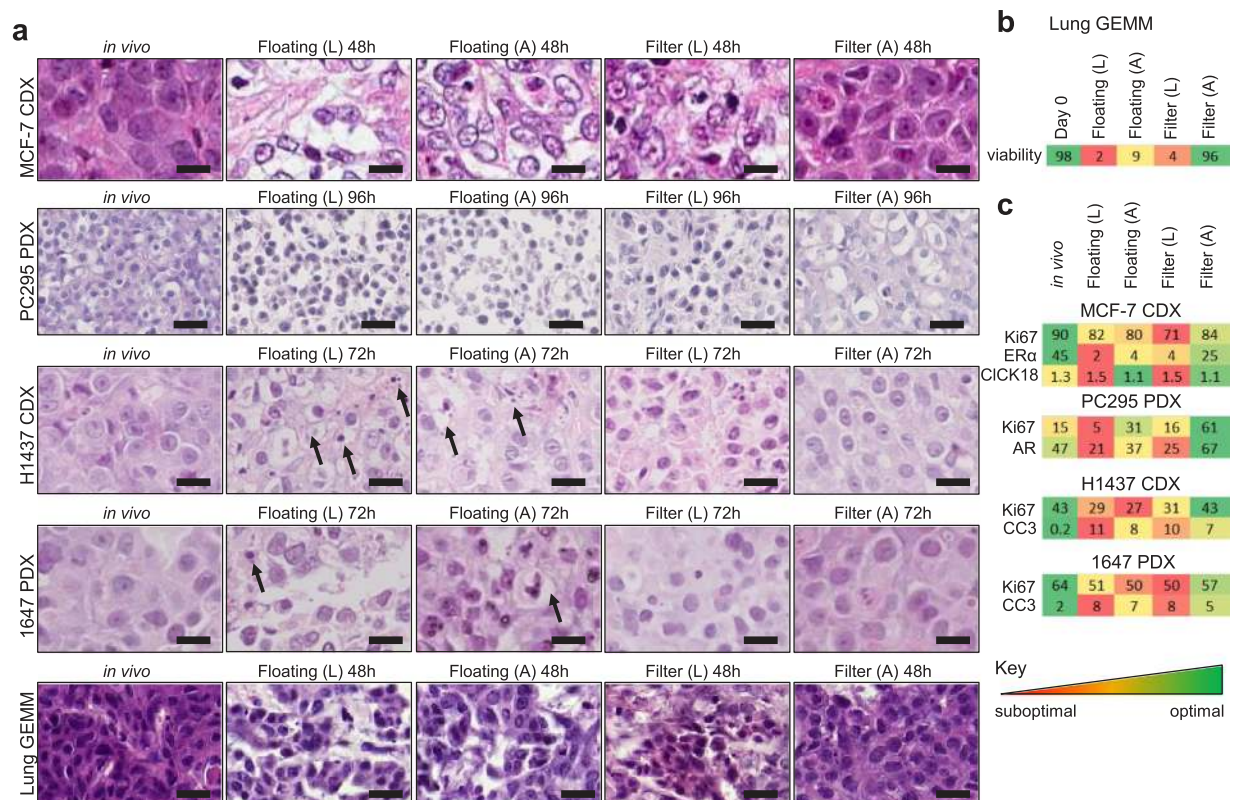 a
in vivo Floating (L) 48h Floating (A) 48h Filter (L) 48h Filter (A) 48h
MCF-7 CDX
in vivo Floating (L) 96h Floating (A) 96h Filter (L) 96h Filter (A) 96h
PC295 PDX
in vivo Floating (L) 72h Floating (A) 72h Filter (L) 72h Filter (A) 72h
H1437 CDX
in vivo Floating (L) 72h Floating (A) 72h Filter (L) 72h Filter (A) 72h
1647 PDX
in vivo Floating (L) 48h Floating (A) 48h Filter (L) 48h Filter (A) 48h
Lung GEMM
b Lung GEMM
Day 0 Floating (L) Floating (A) Filter (L) Filter (A)
viability 98 2 9 4 96
c
in vivo Floating (L) Floating (A) Filter (L) Filter (A)
MCF-7 CDX
Ki67 90 82 80 71 84
ERα 45 2 4 4 25
ClCK18 1.3 1.5 1.1 1.5 1.1
PC295 PDX
Ki67 15 5 31 16 61
AR 47 21 37 25 67
H1437 CDX
Ki67 43 29 27 31 43
CC3 0.2 11 8 10 7
1647 PDX
Ki67 64 51 50 50 57
CC3 2 8 7 8 5
Key
suboptimal optimal